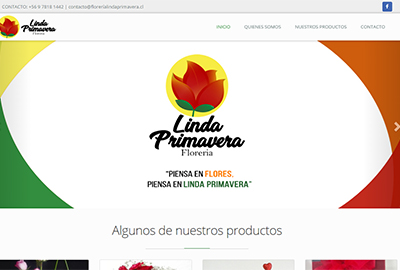 CONTACTO: +56 9 7819 1443 | contacto@florerialindaprimavera.cl
f
Linda
Primavera
Florería
INICIO QUIENES SOMOS NUESTROS PRODUCTOS CONTACTO
Linda
Primavera
Florería
"PIENSA EN FLORES,
PIENSA EN LINDA PRIMAVERA"
Algunos de nuestros productos